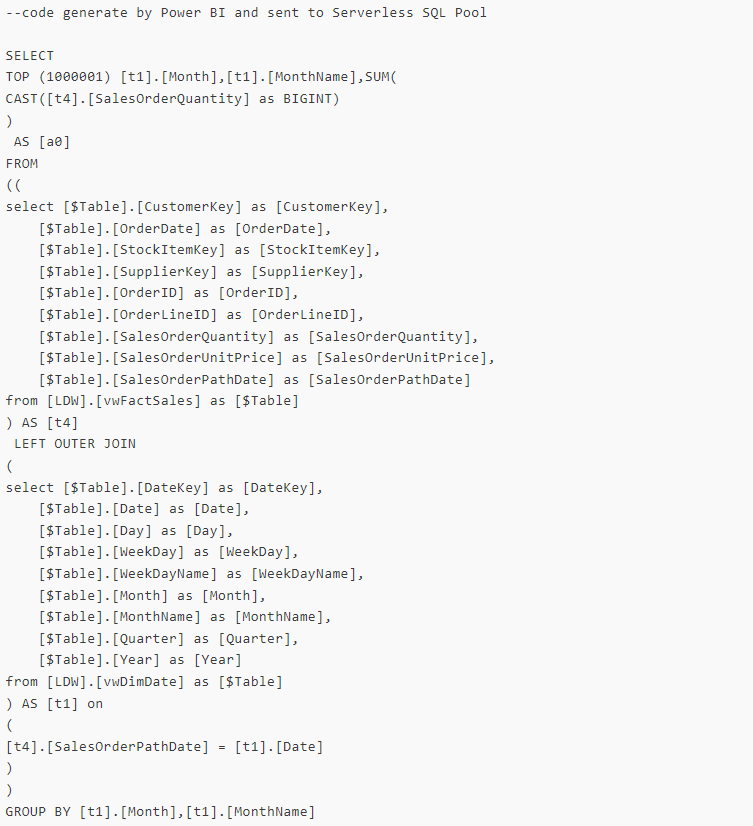 --code generate by Power BI and sent to Serverless SQL Pool

SELECT
TOP (1000001) [t1].[Month],[t1].[MonthName],SUM(
CAST([t4].[SalesOrderQuantity] as BIGINT)
)
 AS [a0]
FROM
((
select [$Table].[CustomerKey] as [CustomerKey],
    [$Table].[OrderDate] as [OrderDate],
    [$Table].[StockItemKey] as [StockItemKey],
    [$Table].[SupplierKey] as [SupplierKey],
    [$Table].[OrderID] as [OrderID],
    [$Table].[OrderLineID] as [OrderLineID],
    [$Table].[SalesOrderQuantity] as [SalesOrderQuantity],
    [$Table].[SalesOrderUnitPrice] as [SalesOrderUnitPrice],
    [$Table].[SalesOrderPathDate] as [SalesOrderPathDate]
from [LDW].[vwFactSales] as [$Table]
) AS [t4]
 LEFT OUTER JOIN
(
select [$Table].[DateKey] as [DateKey],
    [$Table].[Date] as [Date],
    [$Table].[Day] as [Day],
    [$Table].[WeekDay] as [WeekDay],
    [$Table].[WeekDayName] as [WeekDayName],
    [$Table].[Month] as [Month],
    [$Table].[MonthName] as [MonthName],
    [$Table].[Quarter] as [Quarter],
    [$Table].[Year] as [Year]
from [LDW].[vwDimDate] as [$Table]
) AS [t1] on
(
[t4].[SalesOrderPathDate] = [t1].[Date]
)
)
GROUP BY [t1].[Month],[t1].[MonthName]